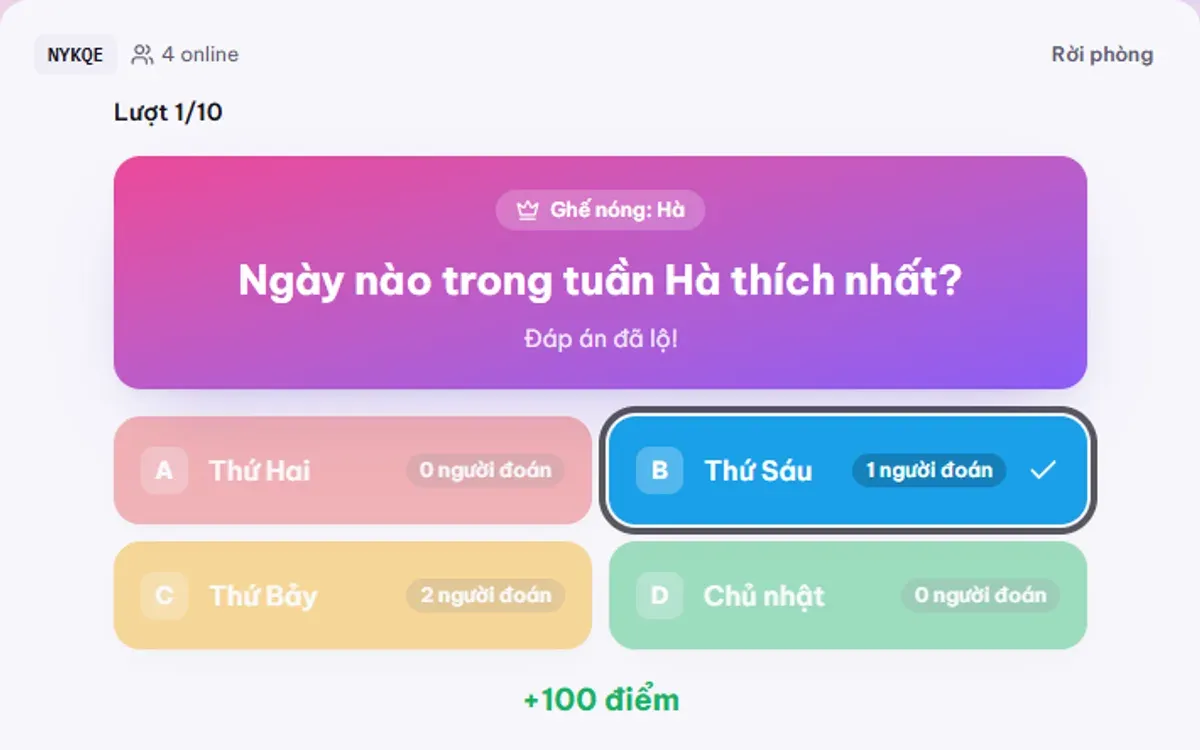 NYKQE 4 online Rời phòng
Lượt 1/10
Ghế nóng: Hà
Ngày nào trong tuần Hà thích nhất?
Đáp án đã lộ!
A Thứ Hai 0 người đoán
B Thứ Sáu 1 người đoán
C Thứ Bảy 2 người đoán
D Chủ nhật 0 người đoán
+100 điểm